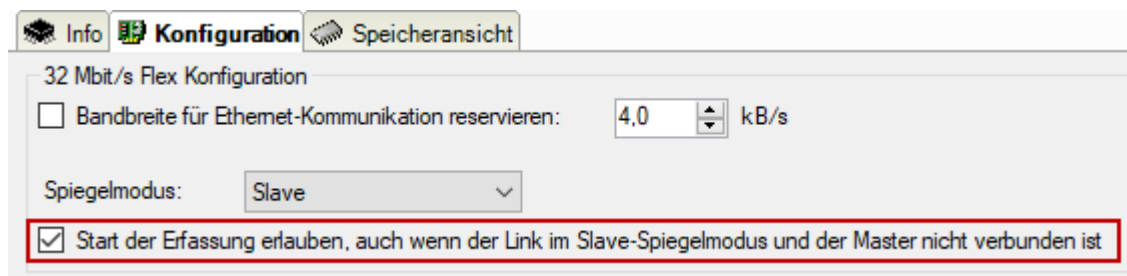 Info Konfiguration Speicheransicht
32 Mbit/s Flex Konfiguration
Bandbreite für Ethernet-Kommunikation reservieren: 4,0 kB/s
Spiegelmodus: Slave
Start der Erfassung erlauben, auch wenn der Link im Slave-Spiegelmodus und der Master nicht verbunden ist